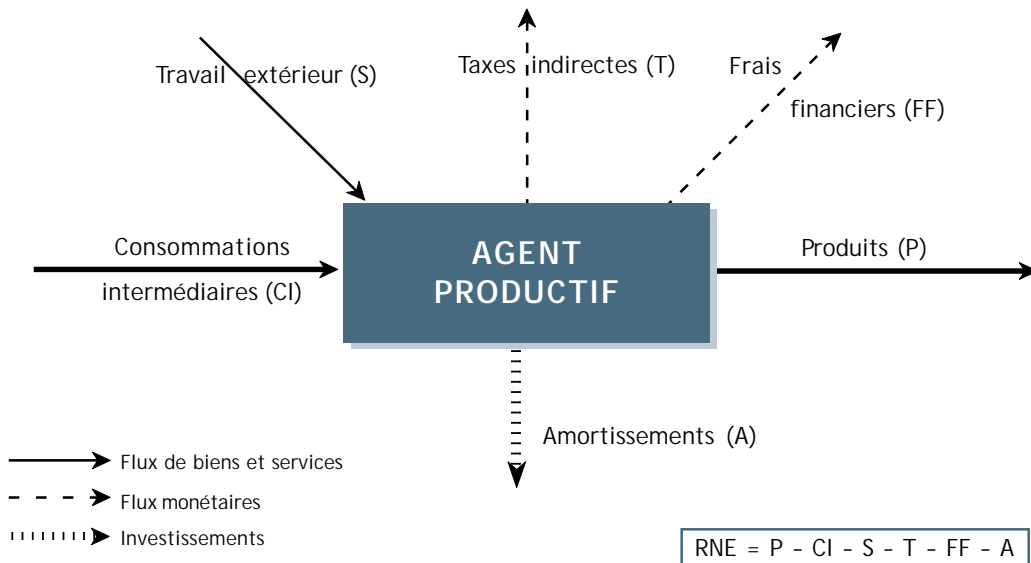 Travail extérieur (S)
Taxes indirectes (T)
Frais
financiers (FF)
Consommations
intermédiaires (CI)
AGENT
PRODUCTIF
Produits (P)
Amortissements (A)
Flux de biens et services
Flux monétaires
Investissements
RNE = P - CI - S - T - FF - A